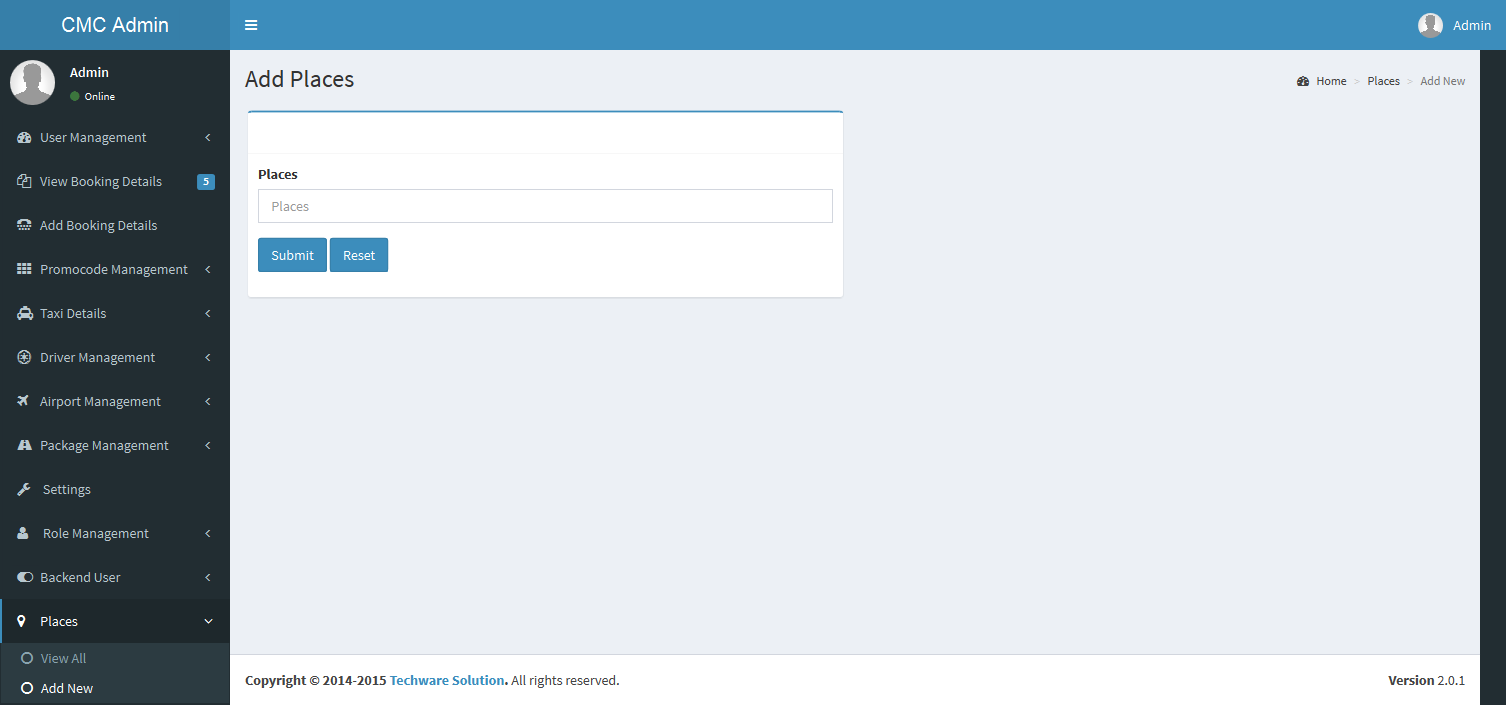 CMC Admin
Admin
Admin
Online
User Management
View Booking Details 5
Add Booking Details
Promocode Management
Taxi Details
Driver Management
Airport Management
Package Management
Settings
Role Management
Backend User
Places
View All
Add New
Add Places
Home > Places > Add New
Places
Places
Submit Reset
Copyright © 2014-2015 Techware Solution. All rights reserved.
Version 2.0.1